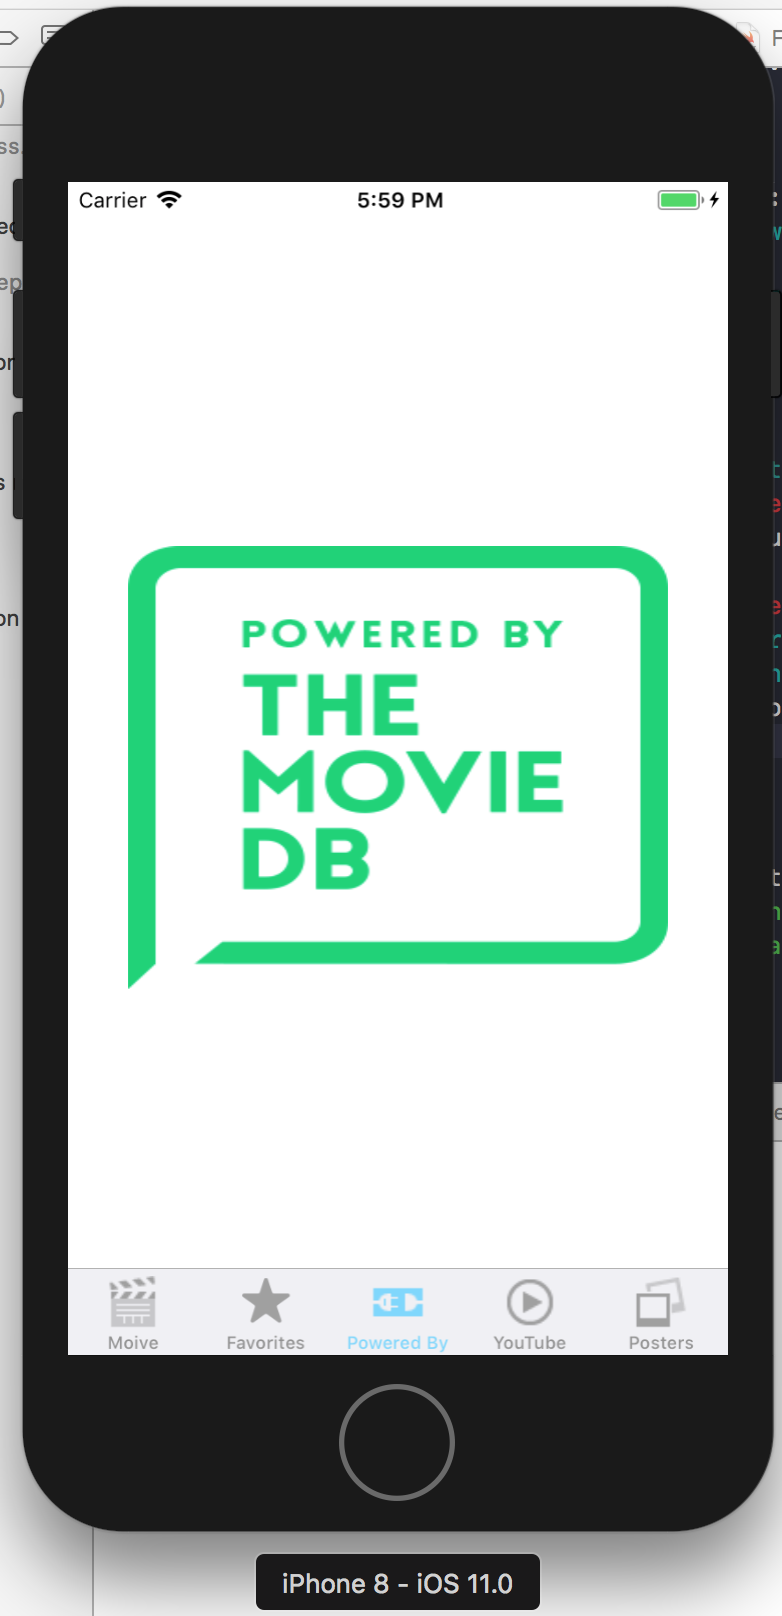 Carrier 5:59 PM
POWERED BY
THE
MOVIE
DB
Moive Favorites Powered By YouTube Posters
iPhone 8 - iOS 11.0